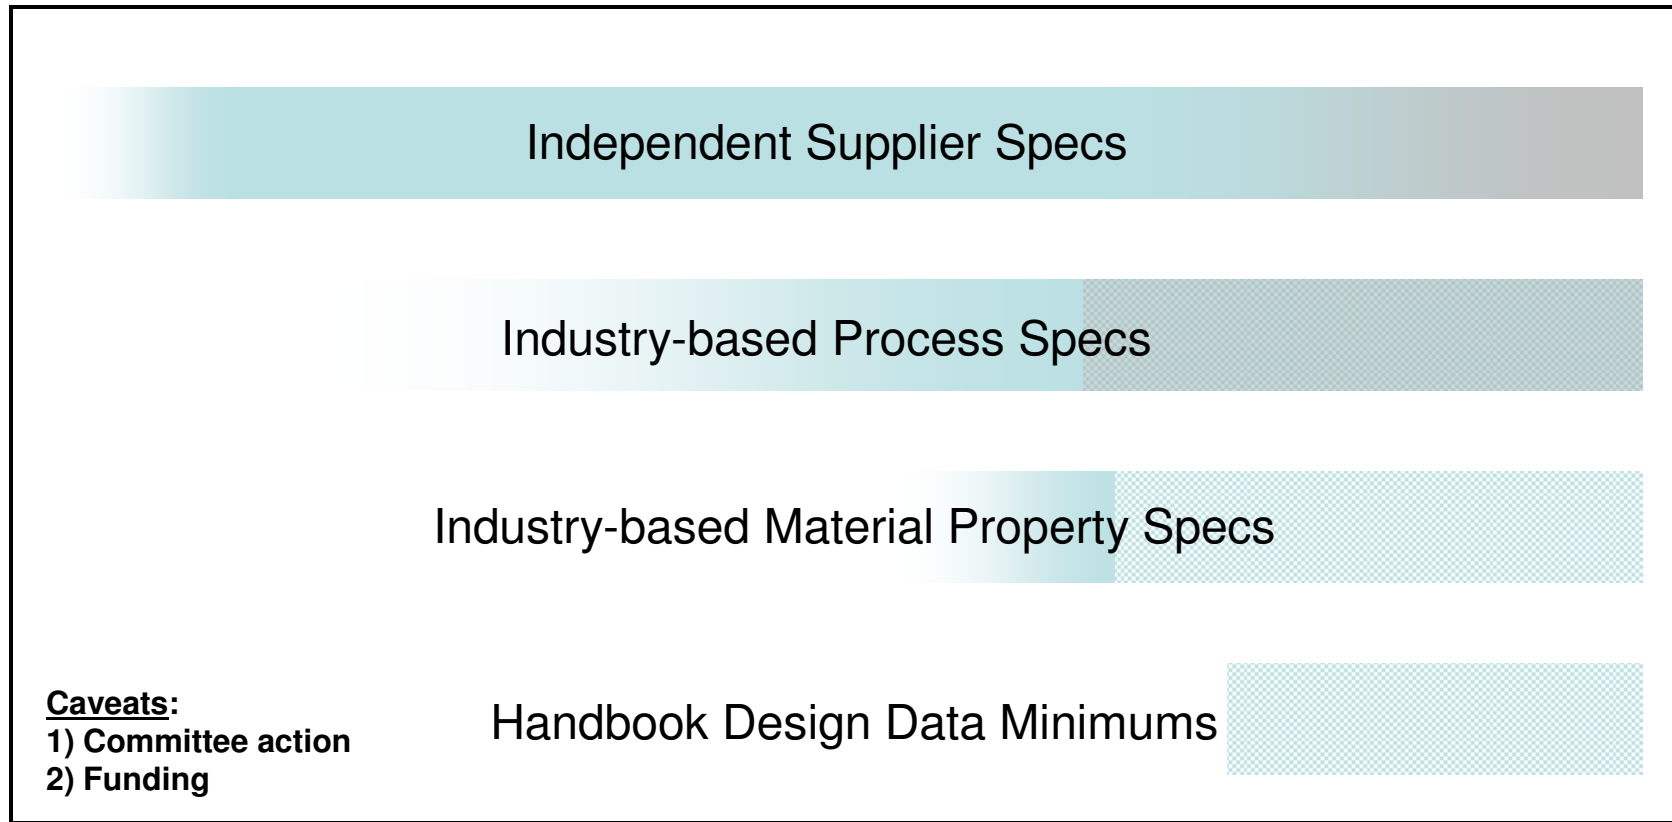 Independent Supplier Specs
Industry-based Process Specs
Industry-based Material Property Specs
Handbook Design Data Minimums
Caveats:
1) Committee action
2) Funding